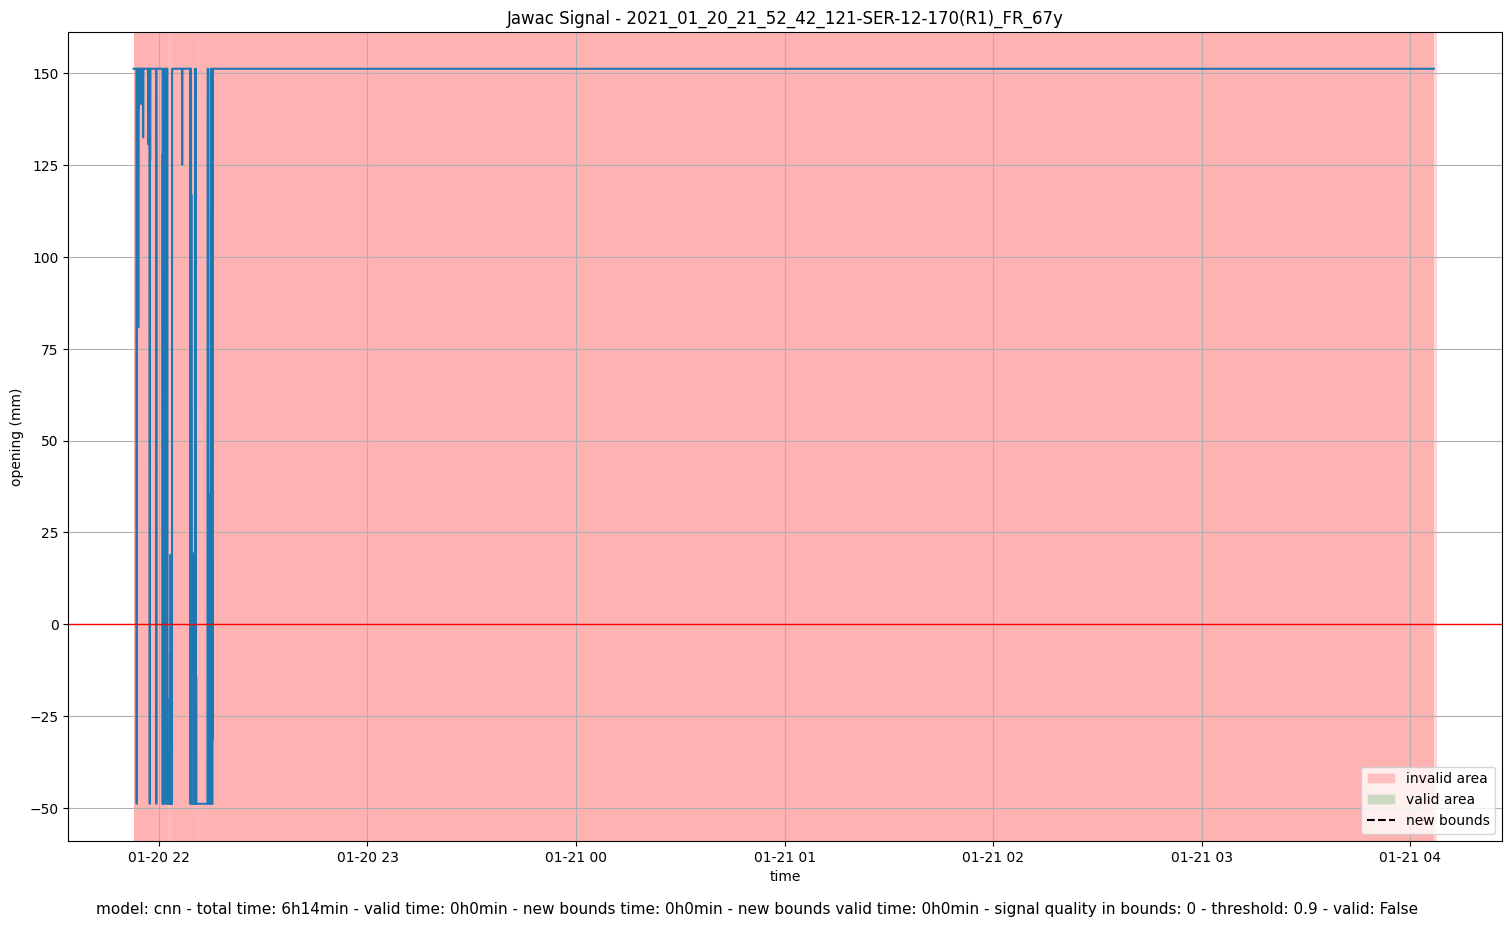 Jawac Signal - 2021_01_20_21_52_42_121-SER-12-170(R1)_FR_67y
150
125
100
75
50
25
0
−25
−50
opening (mm)
invalid area
valid area
new bounds
01-20 22
01-20 23
01-21 00
01-21 01
01-21 02
01-21 03
01-21 04
time
model: cnn - total time: 6h14min - valid time: 0h0min - new bounds time: 0h0min - new bounds valid time: 0h0min - signal quality in bounds: 0 - threshold: 0.9 - valid: False